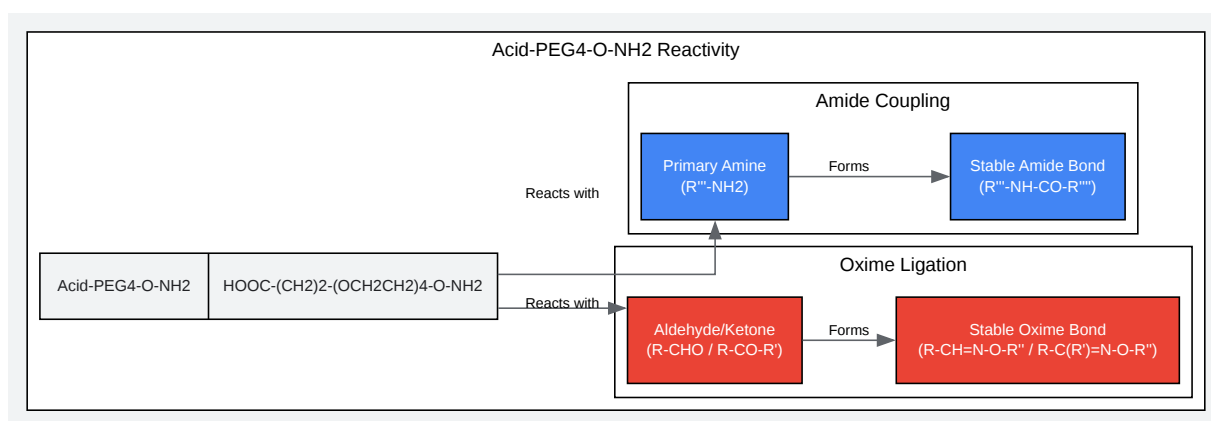 Acid-PEG4-O-NH2 Reactivity
Amide Coupling
Primary Amine
(R'''-NH2)
Forms
Stable Amide Bond
(R'''-NH-CO-R'''')
Reacts with
Acid-PEG4-O-NH2
HOOC-(CH2)2-(OCH2CH2)4-O-NH2
Oxime Ligation
Reacts with
Aldehyde/Ketone
(R-CHO / R-CO-R')
Forms
Stable Oxime Bond
(R-CH=N-O-R'' / R-C(R')=N-O-R'')